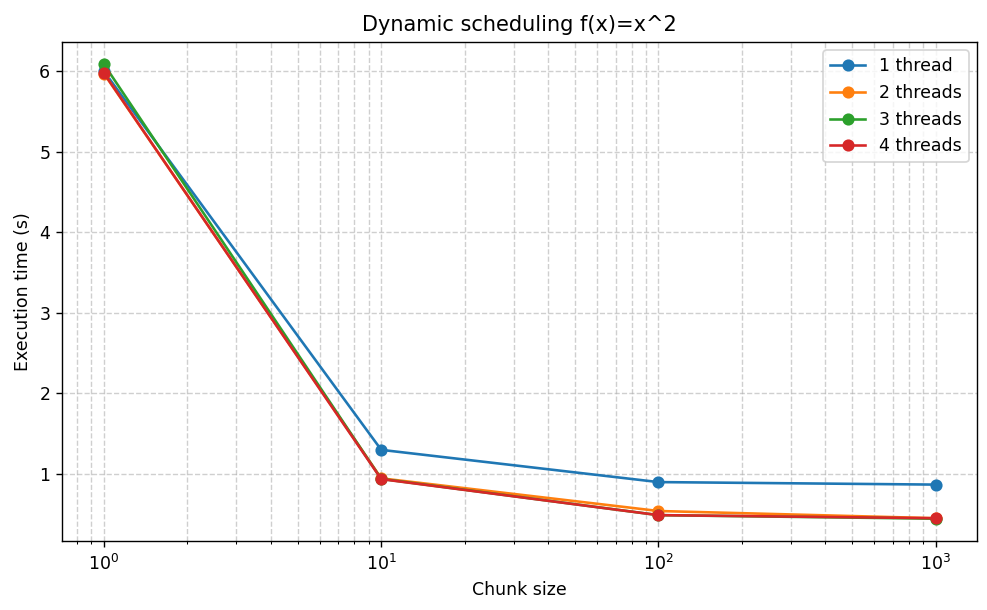 Dynamic scheduling f(x)=x^2
1 thread
2 threads
3 threads
4 threads
Execution time (s)
6
5
4
3
2
1
10⁰ 10¹ 10² 10³
Chunk size